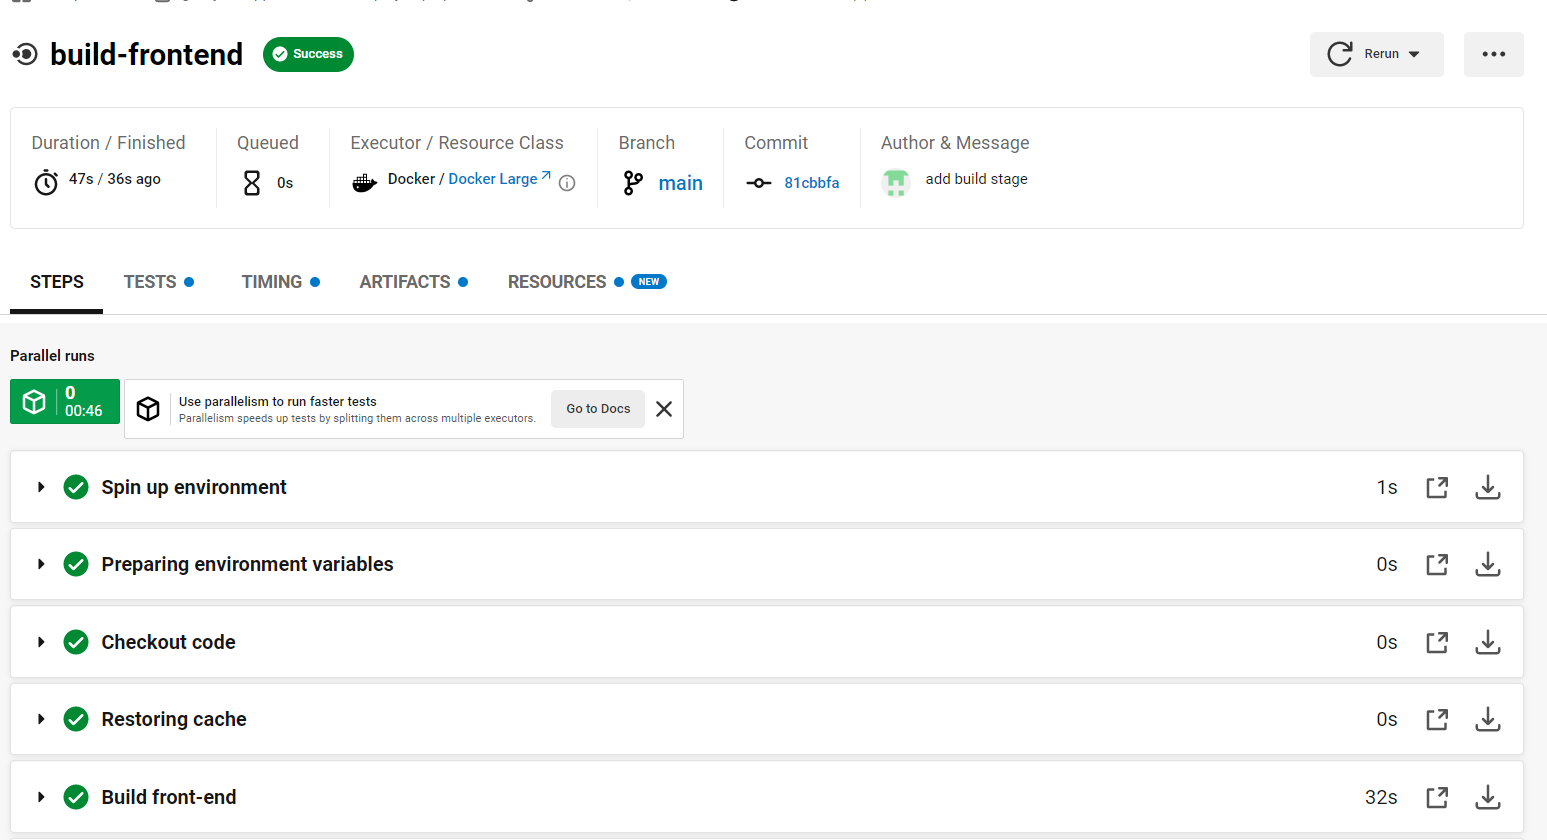 build-frontend
Success
Rerun
Duration / Finished
47s / 36s ago
Queued
0s
Executor / Resource Class
Docker / Docker Large
Branch
main
Commit
81cbbfa
Author & Message
add build stage
STEPS
TESTS
TIMING
ARTIFACTS
RESOURCES
NEW
Parallel runs
0
00:46
Use parallelism to run faster tests
Parallelism speeds up tests by splitting them across multiple executors.
Go to Docs
Spin up environment 1s
Preparing environment variables 0s
Checkout code 0s
Restoring cache 0s
Build front-end 32s